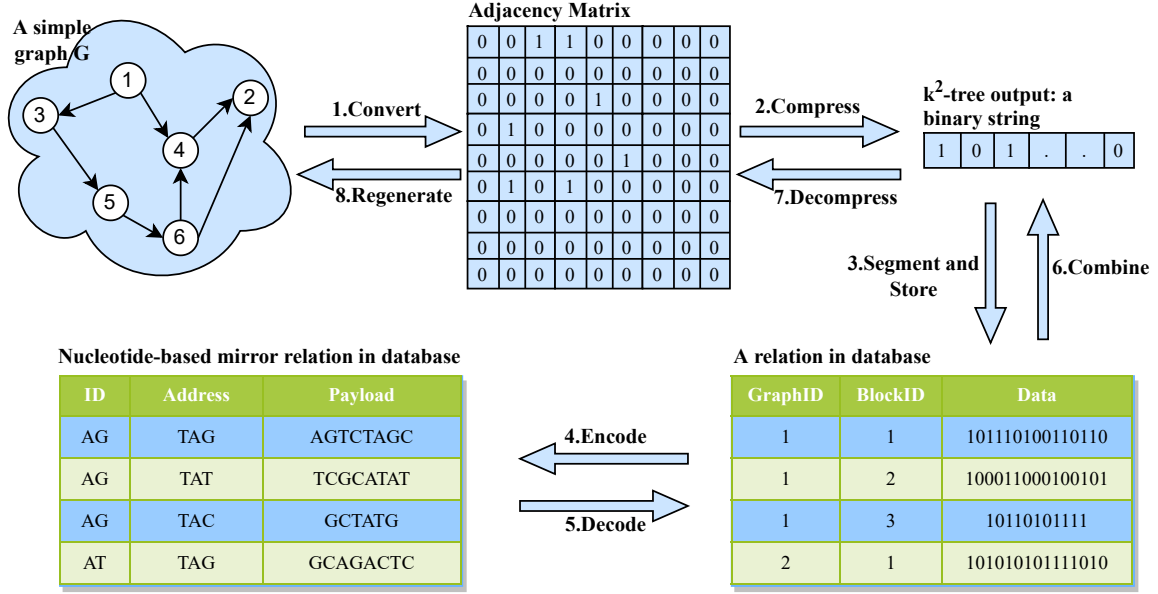 A simple
graph G
1
2
3
4
5
6
1.Convert
8.Regenerate
Adjacency Matrix
0 0 1 1 0 0 0 0 0
0 0 0 0 0 0 0 0 0
0 0 0 0 1 0 0 0 0
0 1 0 0 0 0 0 0 0
0 0 0 0 0 1 0 0 0
0 1 0 1 0 0 0 0 0
0 0 0 0 0 0 0 0 0
0 0 0 0 0 0 0 0 0
0 0 0 0 0 0 0 0 0
2.Compress
7.Decompress
k²-tree output: a
binary string
1 0 1 . . 0
3.Segment and
Store
6.Combine
Nucleotide-based mirror relation in database
ID Address Payload
AG TAG AGTCTAGC
AG TAT TCGCATAT
AG TAC GCTATG
AT TAG GCAGACTC
4.Encode
5.Decode
A relation in database
GraphID BlockID Data
1 1 101110100110110
1 2 100011000100101
1 3 10110101111
2 1 101010101111010